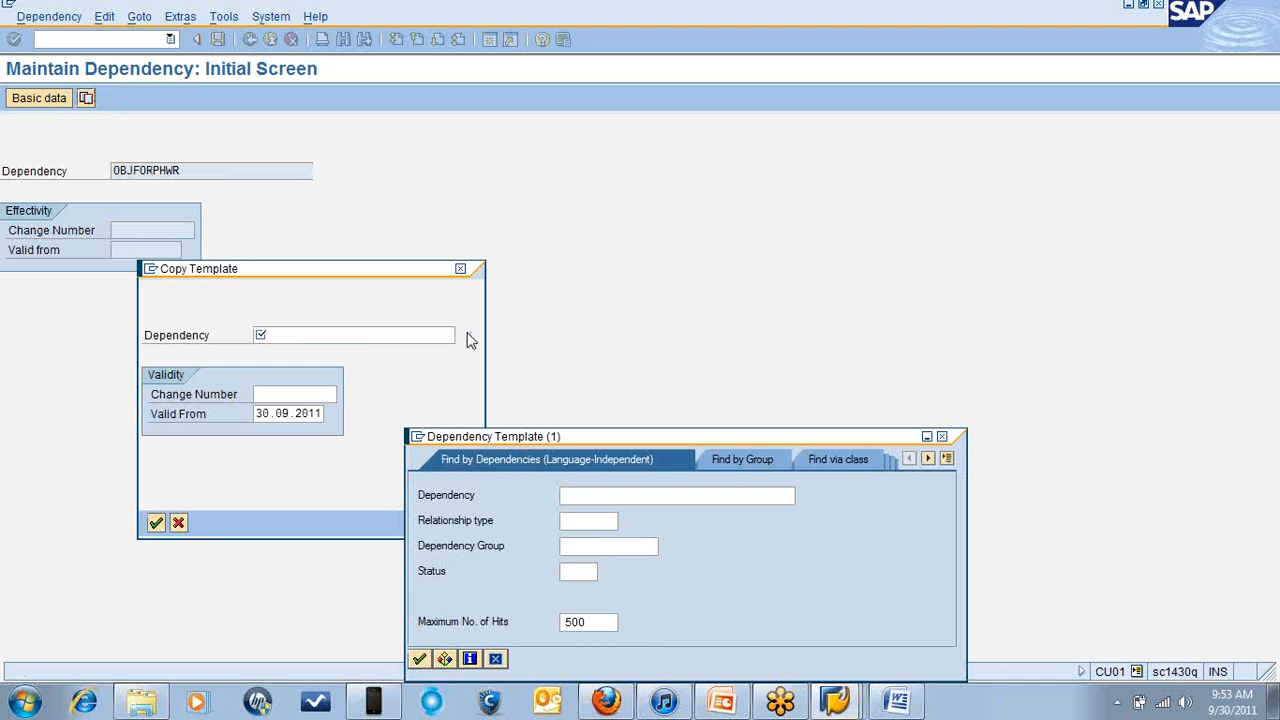 Dependency Edit Goto Extras Tools System Help
SAP
Maintain Dependency: Initial Screen
Basic data
Dependency OBJFORPHWR
Effectivity
Change Number
Valid from
Copy Template
Dependency
Validity
Change Number
Valid From 30.09.2011
Dependency Template (1)
Find by Dependencies (Language-Independent) Find by Group Find via class
Dependency
Relationship type
Dependency Group
Status
Maximum No. of Hits 500
CU01 sc1430q INS
9:53 AM
9/30/2011